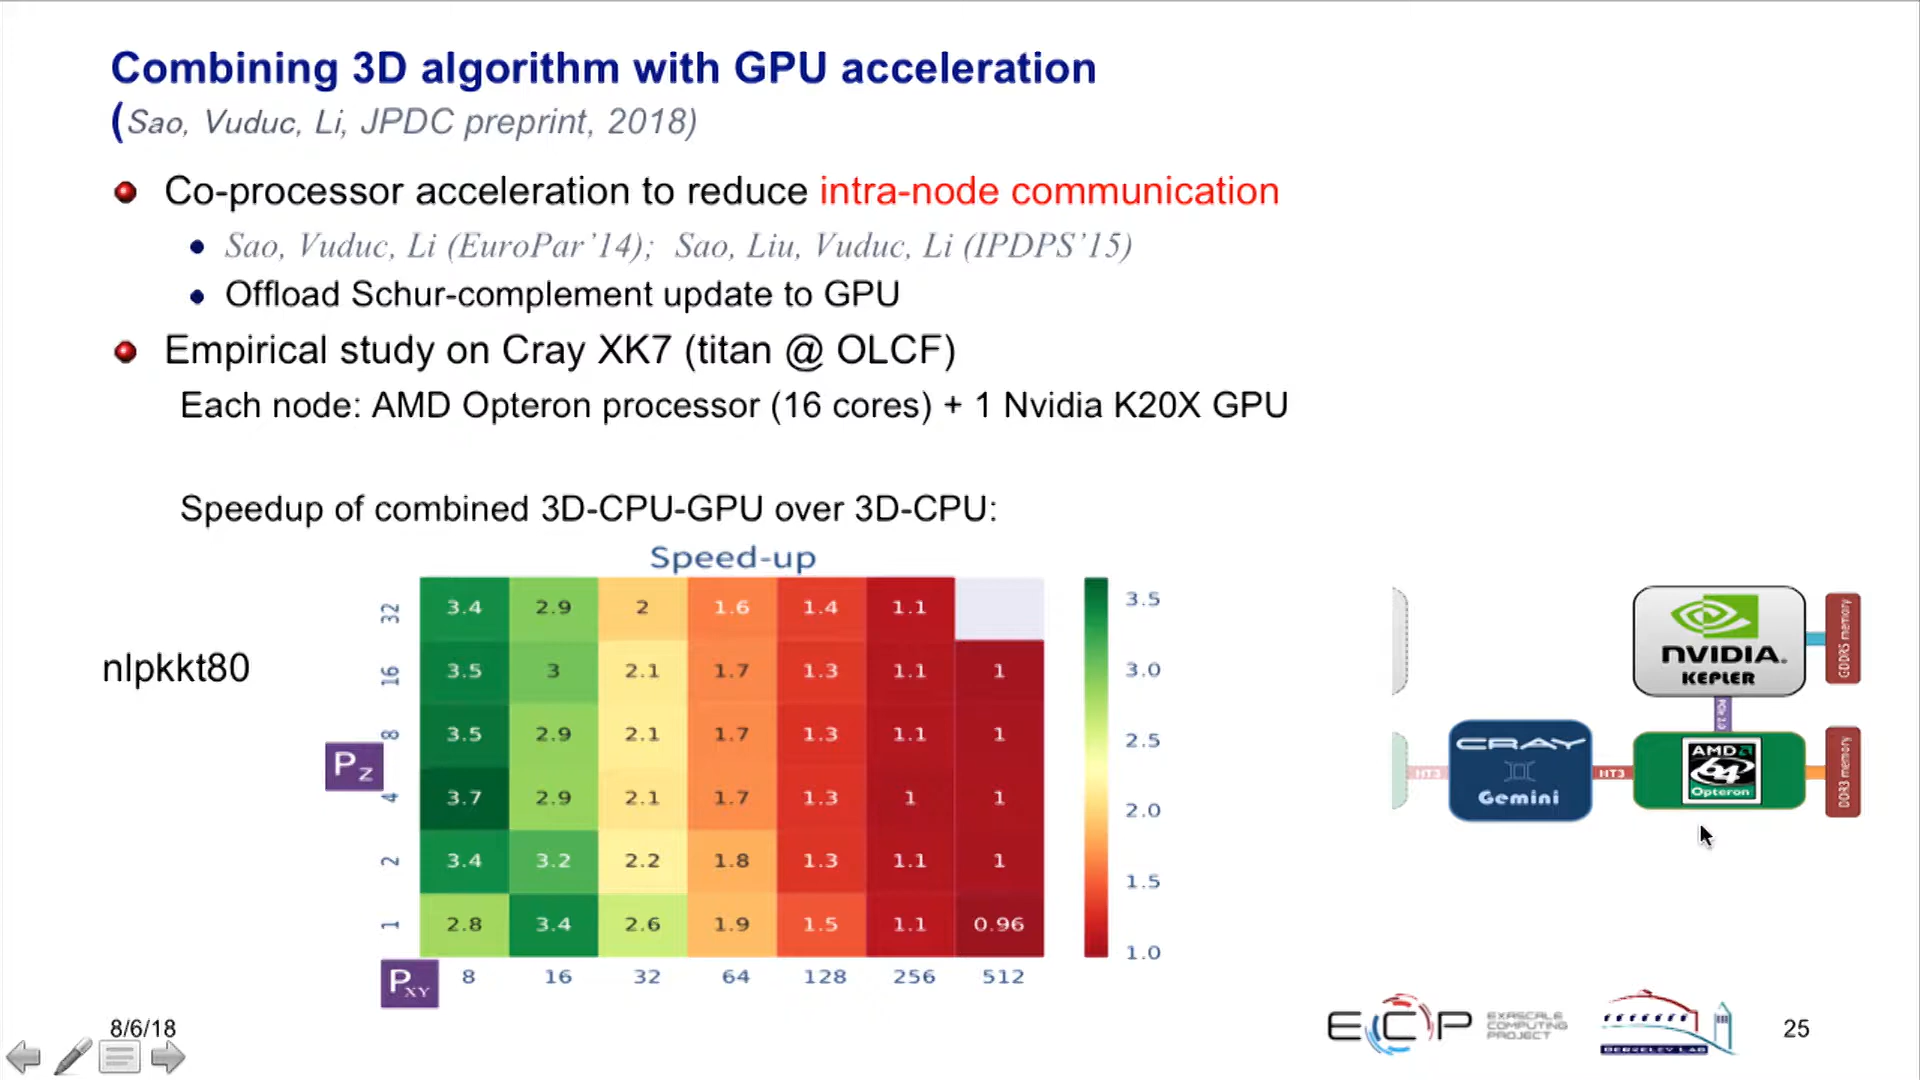 Combining 3D algorithm with GPU acceleration
(Sao, Vuduc, Li, JPDC preprint, 2018)
Co-processor acceleration to reduce intra-node communication
Sao, Vuduc, Li (EuroPar’14); Sao, Liu, Vuduc, Li (IPDPS’15)
Offload Schur-complement update to GPU
Empirical study on Cray XK7 (titan @ OLCF)
Each node: AMD Opteron processor (16 cores) + 1 Nvidia K20X GPU
Speedup of combined 3D-CPU-GPU over 3D-CPU:
Speed-up
nlpkkt80
PZ
32 3.4 2.9 2 1.6 1.4 1.1
16 3.5 3 2.1 1.7 1.3 1.1 1
8 3.5 2.9 2.1 1.7 1.3 1.1 1
4 3.7 2.9 2.1 1.7 1.3 1 1
2 3.4 3.2 2.2 1.8 1.3 1.1 1
1 2.8 3.4 2.6 1.9 1.5 1.1 0.96
PXY 8 16 32 64 128 256 512
3.5
3.0
2.5
2.0
1.5
1.0
NVIDIA.
KEPLER
GDDR5 memory
PCIe 2.0
HT3
CRAY
Gemini
HT3
AMD
64
Opteron
DDR3 memory
8/6/18
ECP EXASCALE
COMPUTING
PROJECT
BERKELEY LAB
25